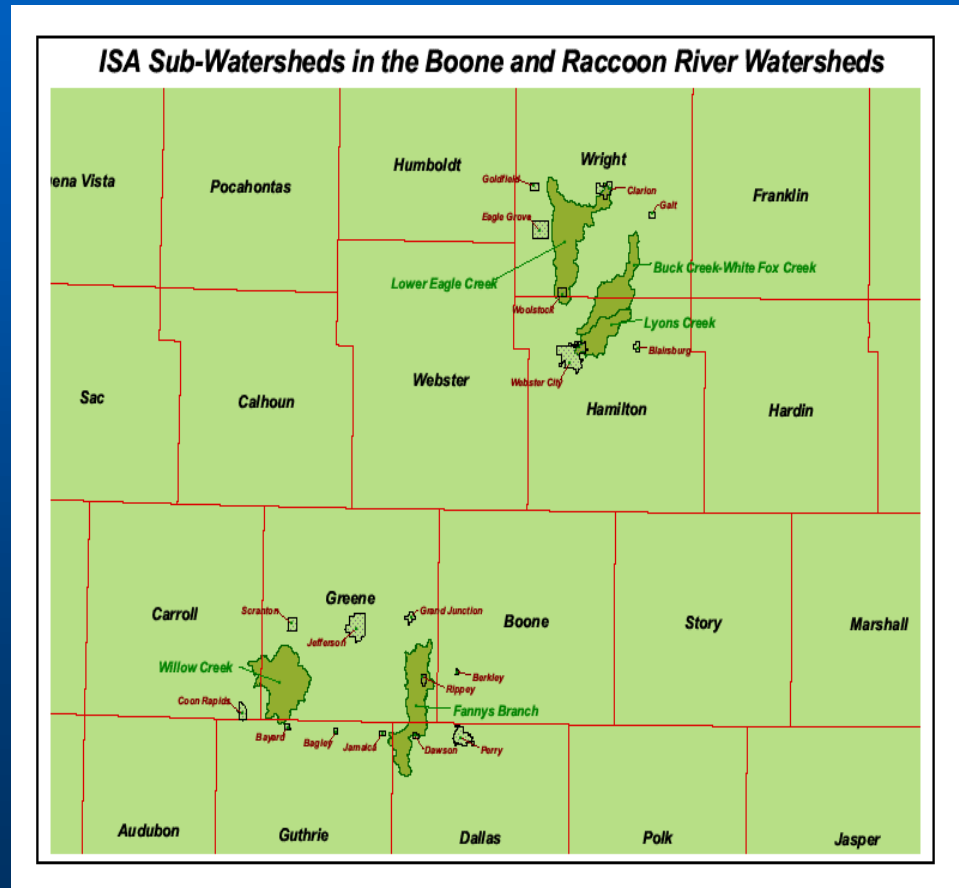 ISA Sub-Watersheds in the Boone and Raccoon River Watersheds
Humboldt
Wright
ena Vista
Pocahontas
Goldfield
Clarion
Franklin
Galt
Eagle Grove
Buck Creek-White Fox Creek
Lower Eagle Creek
Woolstock
Lyons Creek
Blairsburg
Webster
Webster City
Sac
Calhoun
Hamilton
Hardin
Greene
Carroll
Scranton
Grand Junction
Boone
Story
Marshall
Jefferson
Willow Creek
Berkley
Rippey
Coon Rapids
Fannys Branch
Bayard
Bagley
Jamaica
Dawson
Perry
Audubon
Guthrie
Dallas
Polk
Jasper